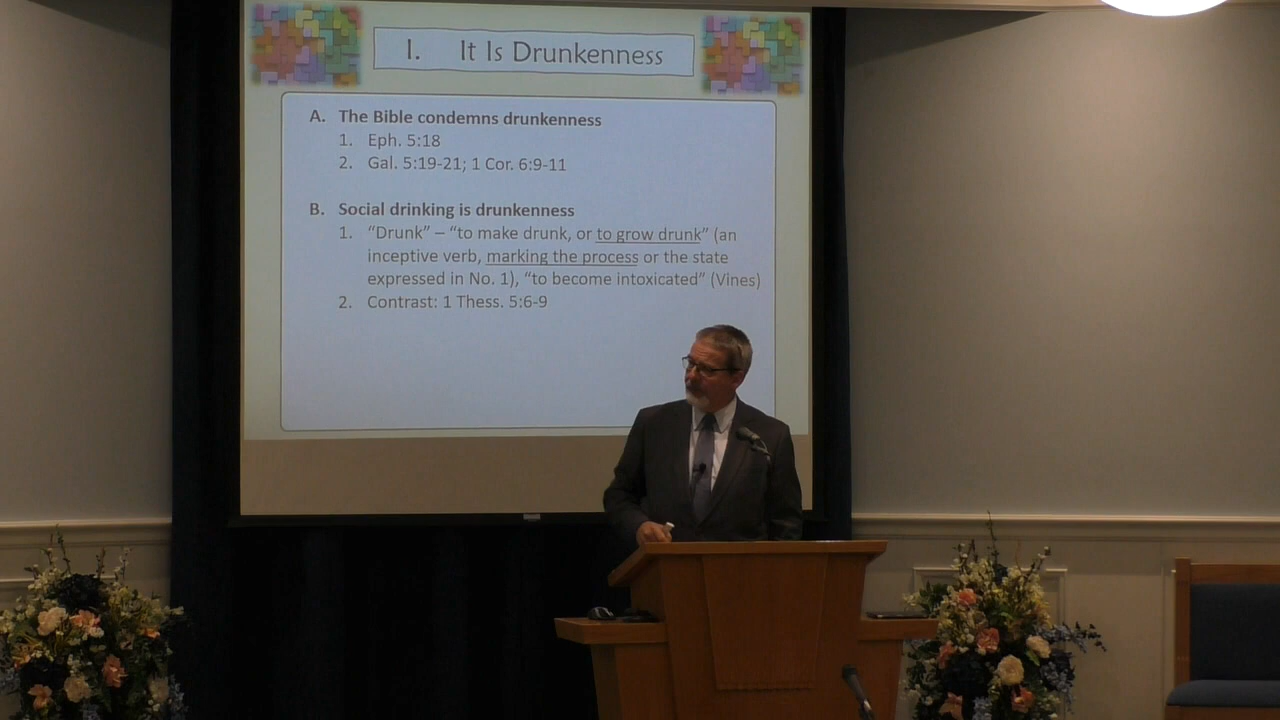 I. It Is Drunkenness
A. The Bible condemns drunkenness
1. Eph. 5:18
2. Gal. 5:19-21; 1 Cor. 6:9-11
B. Social drinking is drunkenness
1. “Drunk” – “to make drunk, or to grow drunk” (an
inceptive verb, marking the process or the state
expressed in No. 1), “to become intoxicated” (Vines)
2. Contrast: 1 Thess. 5:6-9